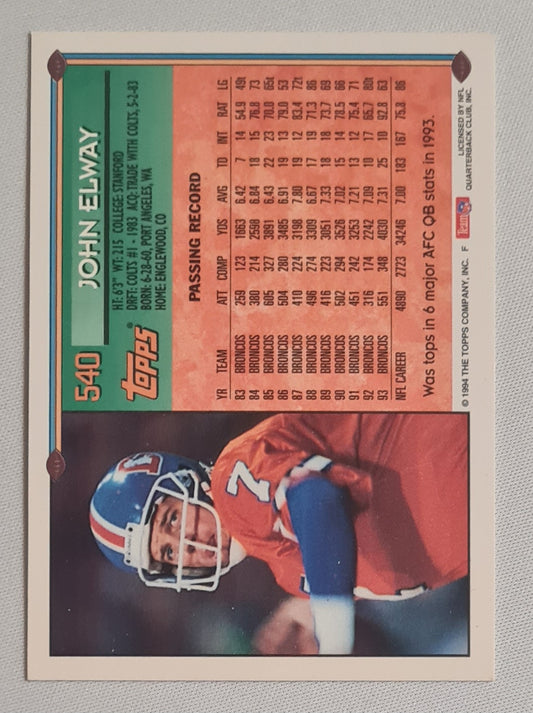 540
JOHN ELWAY
topps®
HT: 6'3" WT: 215 COLLEGE: STANFORD
DRFT: COLTS #1 - 1983 ACQ: TRADE WITH COLTS, 5-2-83
BORN: 6-28-60, PORT ANGELES, WA
HOME: ENGLEWOOD, CO
PASSING RECORD
YR TEAM ATT COMP YDS AVG TD INT RAT LG
83 BRONCOS 259 123 1663 6.42 7 14 54.9 49t
84 BRONCOS 380 214 2598 6.84 18 15 76.8 73
85 BRONCOS 605 327 3891 6.43 22 23 70.0 65t
86 BRONCOS 504 280 3485 6.91 19 13 79.0 53
87 BRONCOS 410 224 3198 7.80 19 12 83.4 72t
88 BRONCOS 496 274 3309 6.67 17 19 71.3 86
89 BRONCOS 416 223 3051 7.33 18 18 73.7 69
90 BRONCOS 502 294 3526 7.02 15 14 78.5 66
91 BRONCOS 451 242 3253 7.21 13 12 75.4 71
92 BRONCOS 316 174 2242 7.09 10 17 65.7 80t
93 BRONCOS 551 348 4030 7.31 25 10 92.8 63
NFL CAREER 4890 2723 34246 7.00 183 167 75.8 86
Was tops in 6 major AFC QB stats in 1993.
© 1994 THE TOPPS COMPANY, INC. F
Team NFL
LICENSED BY NFL
QUARTERBACK CLUB, INC.
7
7